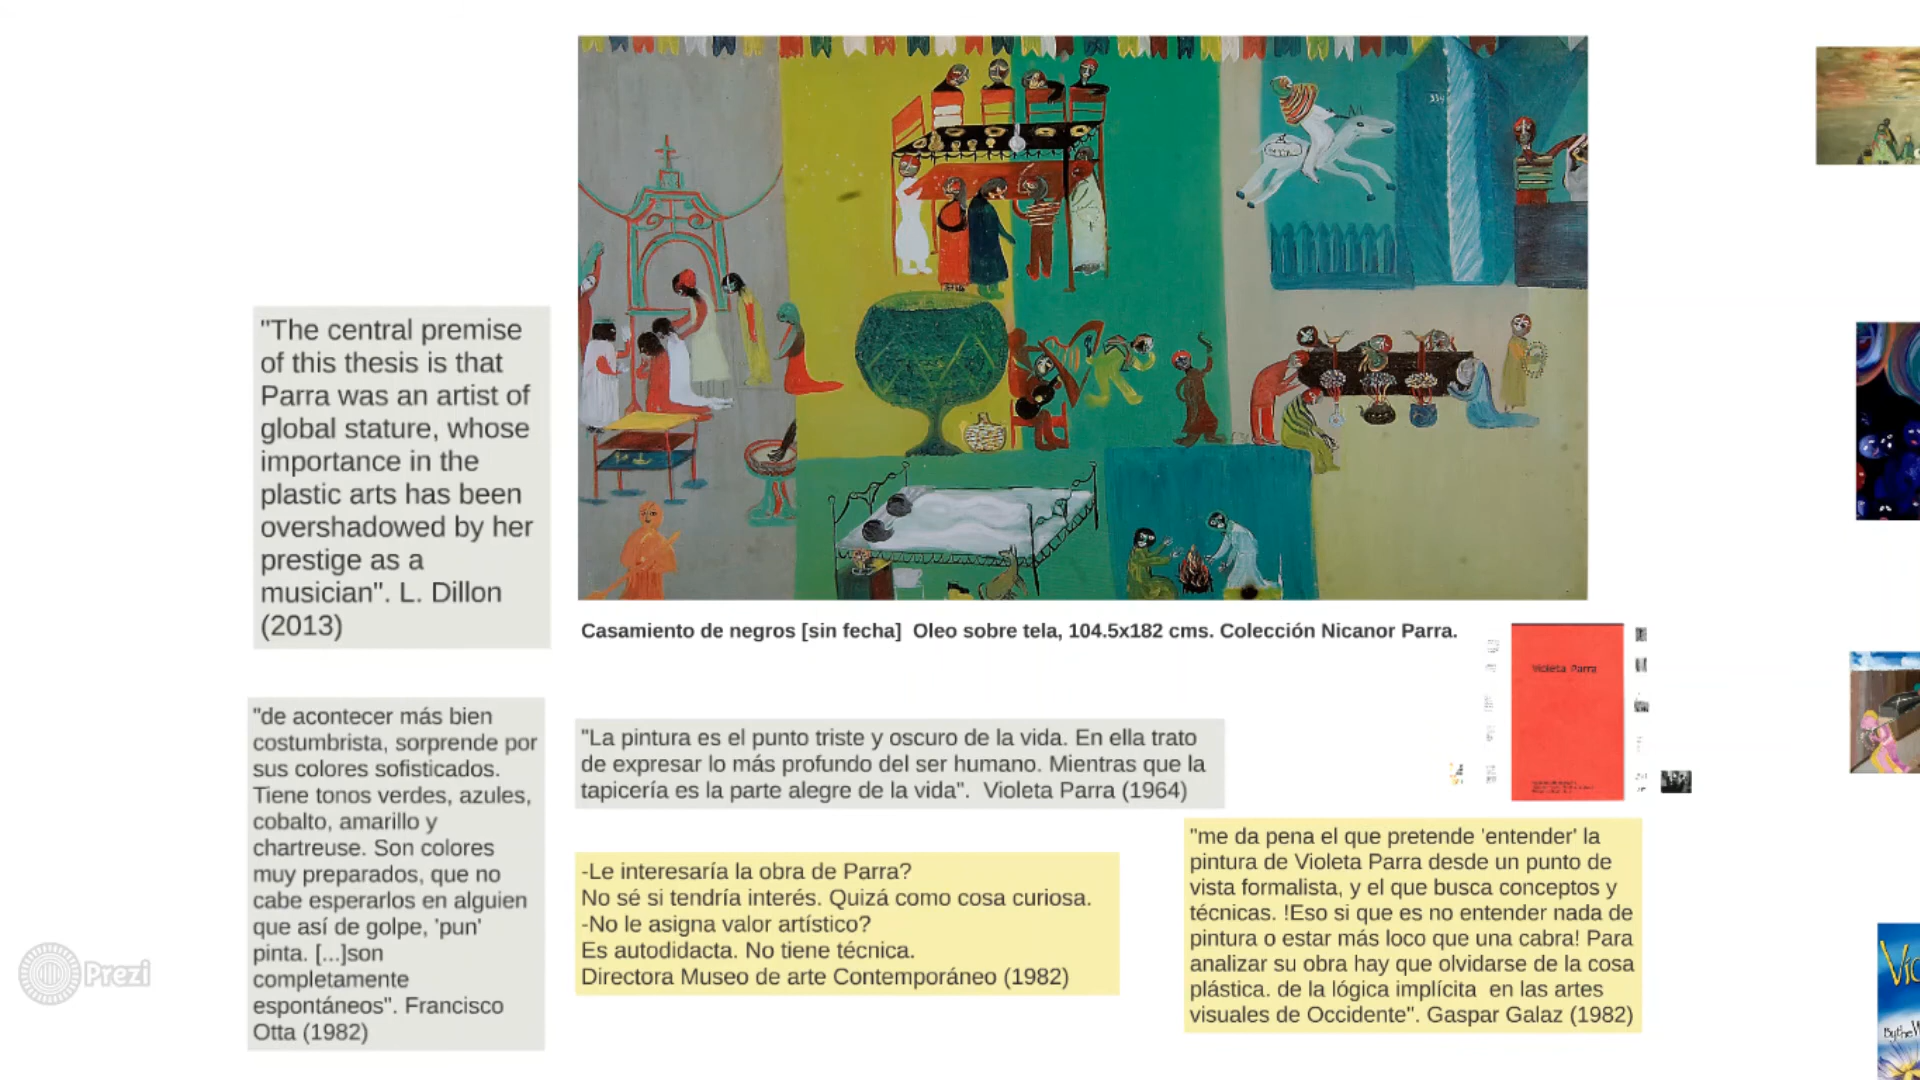 "The central premise
of this thesis is that
Parra was an artist of
global stature, whose
importance in the
plastic arts has been
overshadowed by her
prestige as a
musician". L. Dillon
(2013)
334
Casamiento de negros [sin fecha]  Oleo sobre tela, 104.5x182 cms. Colección Nicanor Parra.
Violeta Parra
"de acontecer más bien
costumbrista, sorprende por
sus colores sofisticados.
Tiene tonos verdes, azules,
cobalto, amarillo y
chartreuse. Son colores
muy preparados, que no
cabe esperarlos en alguien
que así de golpe, 'pun'
pinta. [...]son
completamente
espontáneos". Francisco
Otta (1982)
"La pintura es el punto triste y oscuro de la vida. En ella trato
de expresar lo más profundo del ser humano. Mientras que la
tapicería es la parte alegre de la vida".  Violeta Parra (1964)
-Le interesaría la obra de Parra?
No sé si tendría interés. Quizá como cosa curiosa.
-No le asigna valor artístico?
Es autodidacta. No tiene técnica.
Directora Museo de arte Contemporáneo (1982)
"me da pena el que pretende 'entender' la
pintura de Violeta Parra desde un punto de
vista formalista, y el que busca conceptos y
técnicas. !Eso si que es no entender nada de
pintura o estar más loco que una cabra! Para
analizar su obra hay que olvidarse de la cosa
plástica. de la lógica implícita  en las artes
visuales de Occidente". Gaspar Galaz (1982)
Prezi